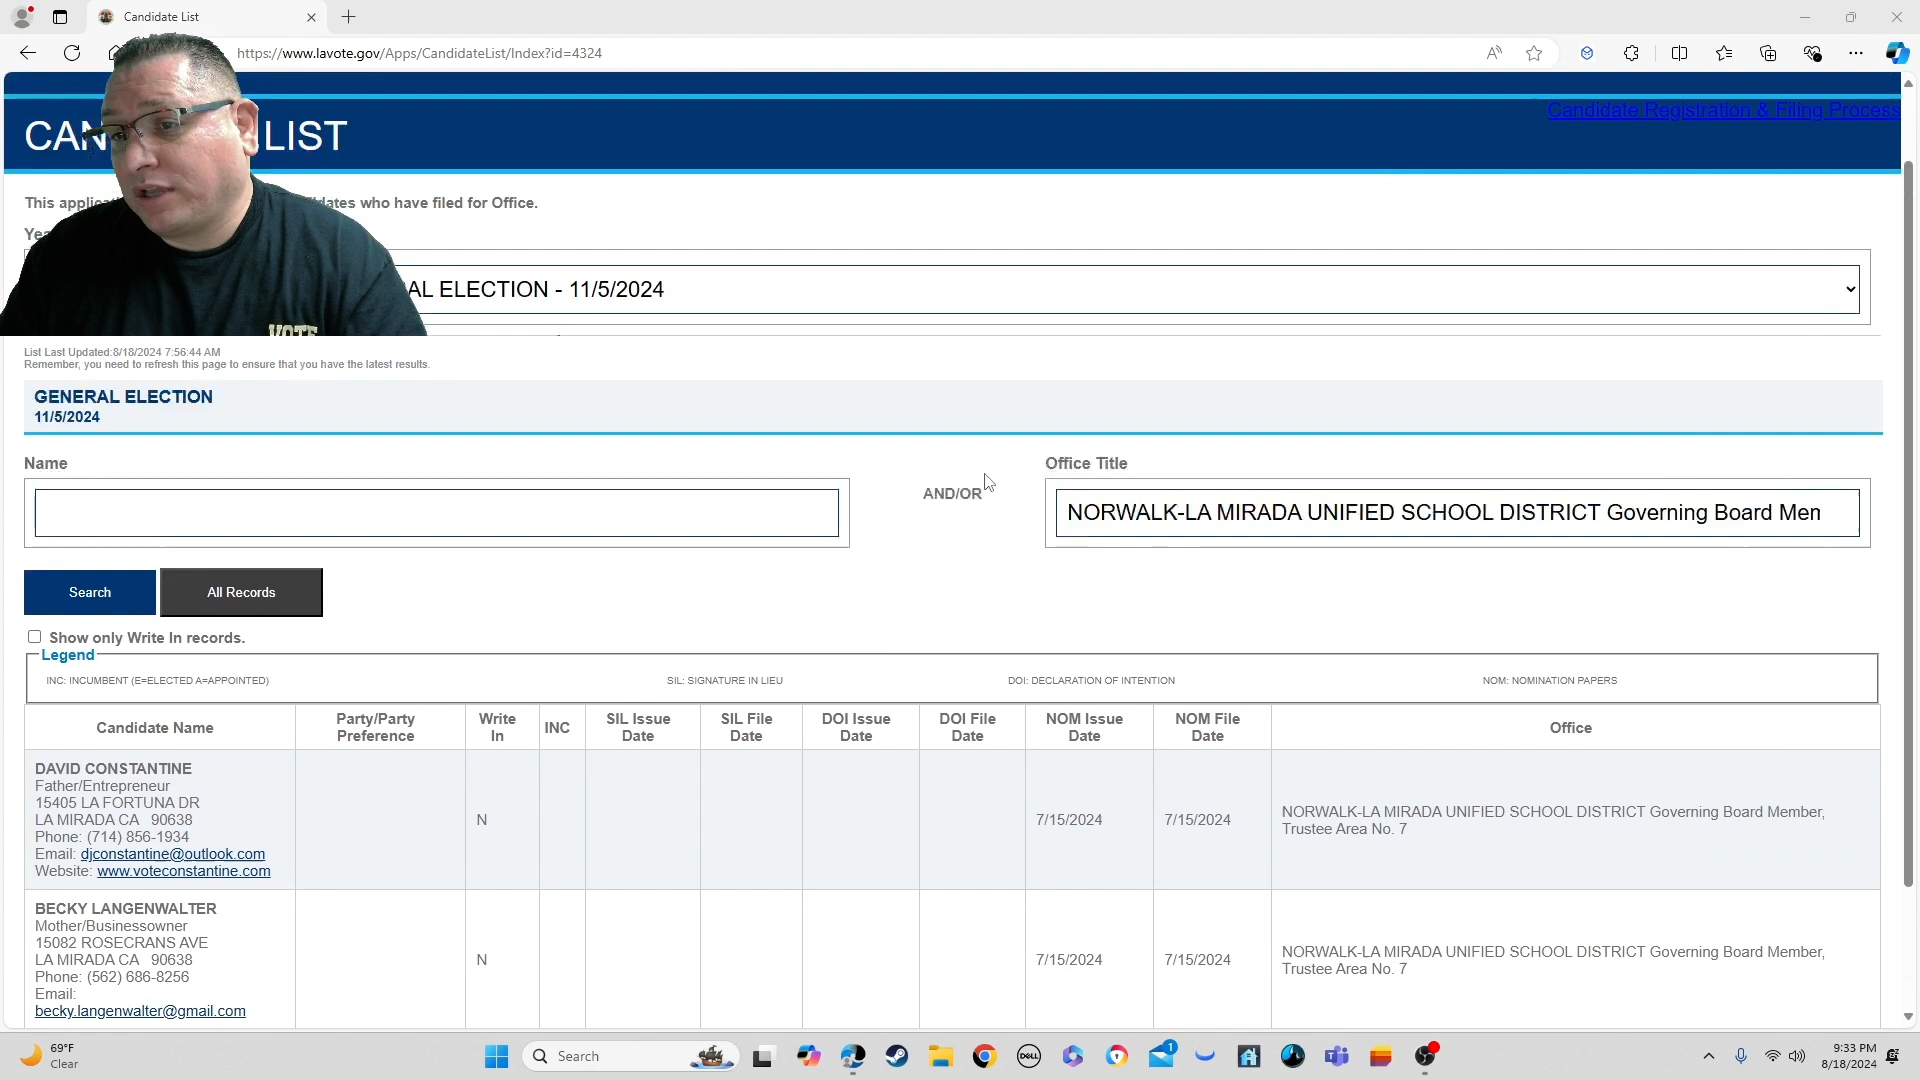 Candidate List
https://www.lavote.gov/Apps/CandidateList/Index?id=4324
Candidate Registration & Filing Process
LIST
who have filed for Office.
ELECTION - 11/5/2024
VOTE
List Last Updated:8/18/2024 7:56:44 AM
Remember, you need to refresh this page to ensure that you have the latest results.
GENERAL ELECTION
11/5/2024
Name
AND/OR
Office Title
NORWALK-LA MIRADA UNIFIED SCHOOL DISTRICT Governing Board Men
Search
All Records
Show only Write In records.
Legend
INC: INCUMBENT (E=ELECTED A=APPOINTED)
SIL: SIGNATURE IN LIEU
DOI: DECLARATION OF INTENTION
NOM: NOMINATION PAPERS
Candidate Name
Party/Party
Preference
Write
In
INC
SIL Issue
Date
SIL File
Date
DOI Issue
Date
DOI File
Date
NOM Issue
Date
NOM File
Date
Office
DAVID CONSTANTINE
Father/Entrepreneur
15405 LA FORTUNA DR
LA MIRADA CA 90638
Phone: (714) 856-1934
Email: djconstantine@outlook.com
Website: www.voteconstantine.com
N
7/15/2024
7/15/2024
NORWALK-LA MIRADA UNIFIED SCHOOL DISTRICT Governing Board Member,
Trustee Area No. 7
BECKY LANGENWALTER
Mother/Businessowner
15082 ROSECRANS AVE
LA MIRADA CA 90638
Phone: (562) 686-8256
Email:
becky.langenwalter@gmail.com
N
7/15/2024
7/15/2024
NORWALK-LA MIRADA UNIFIED SCHOOL DISTRICT Governing Board Member,
Trustee Area No. 7
69°F
Clear
Search
DELL
1
9:33 PM
8/18/2024